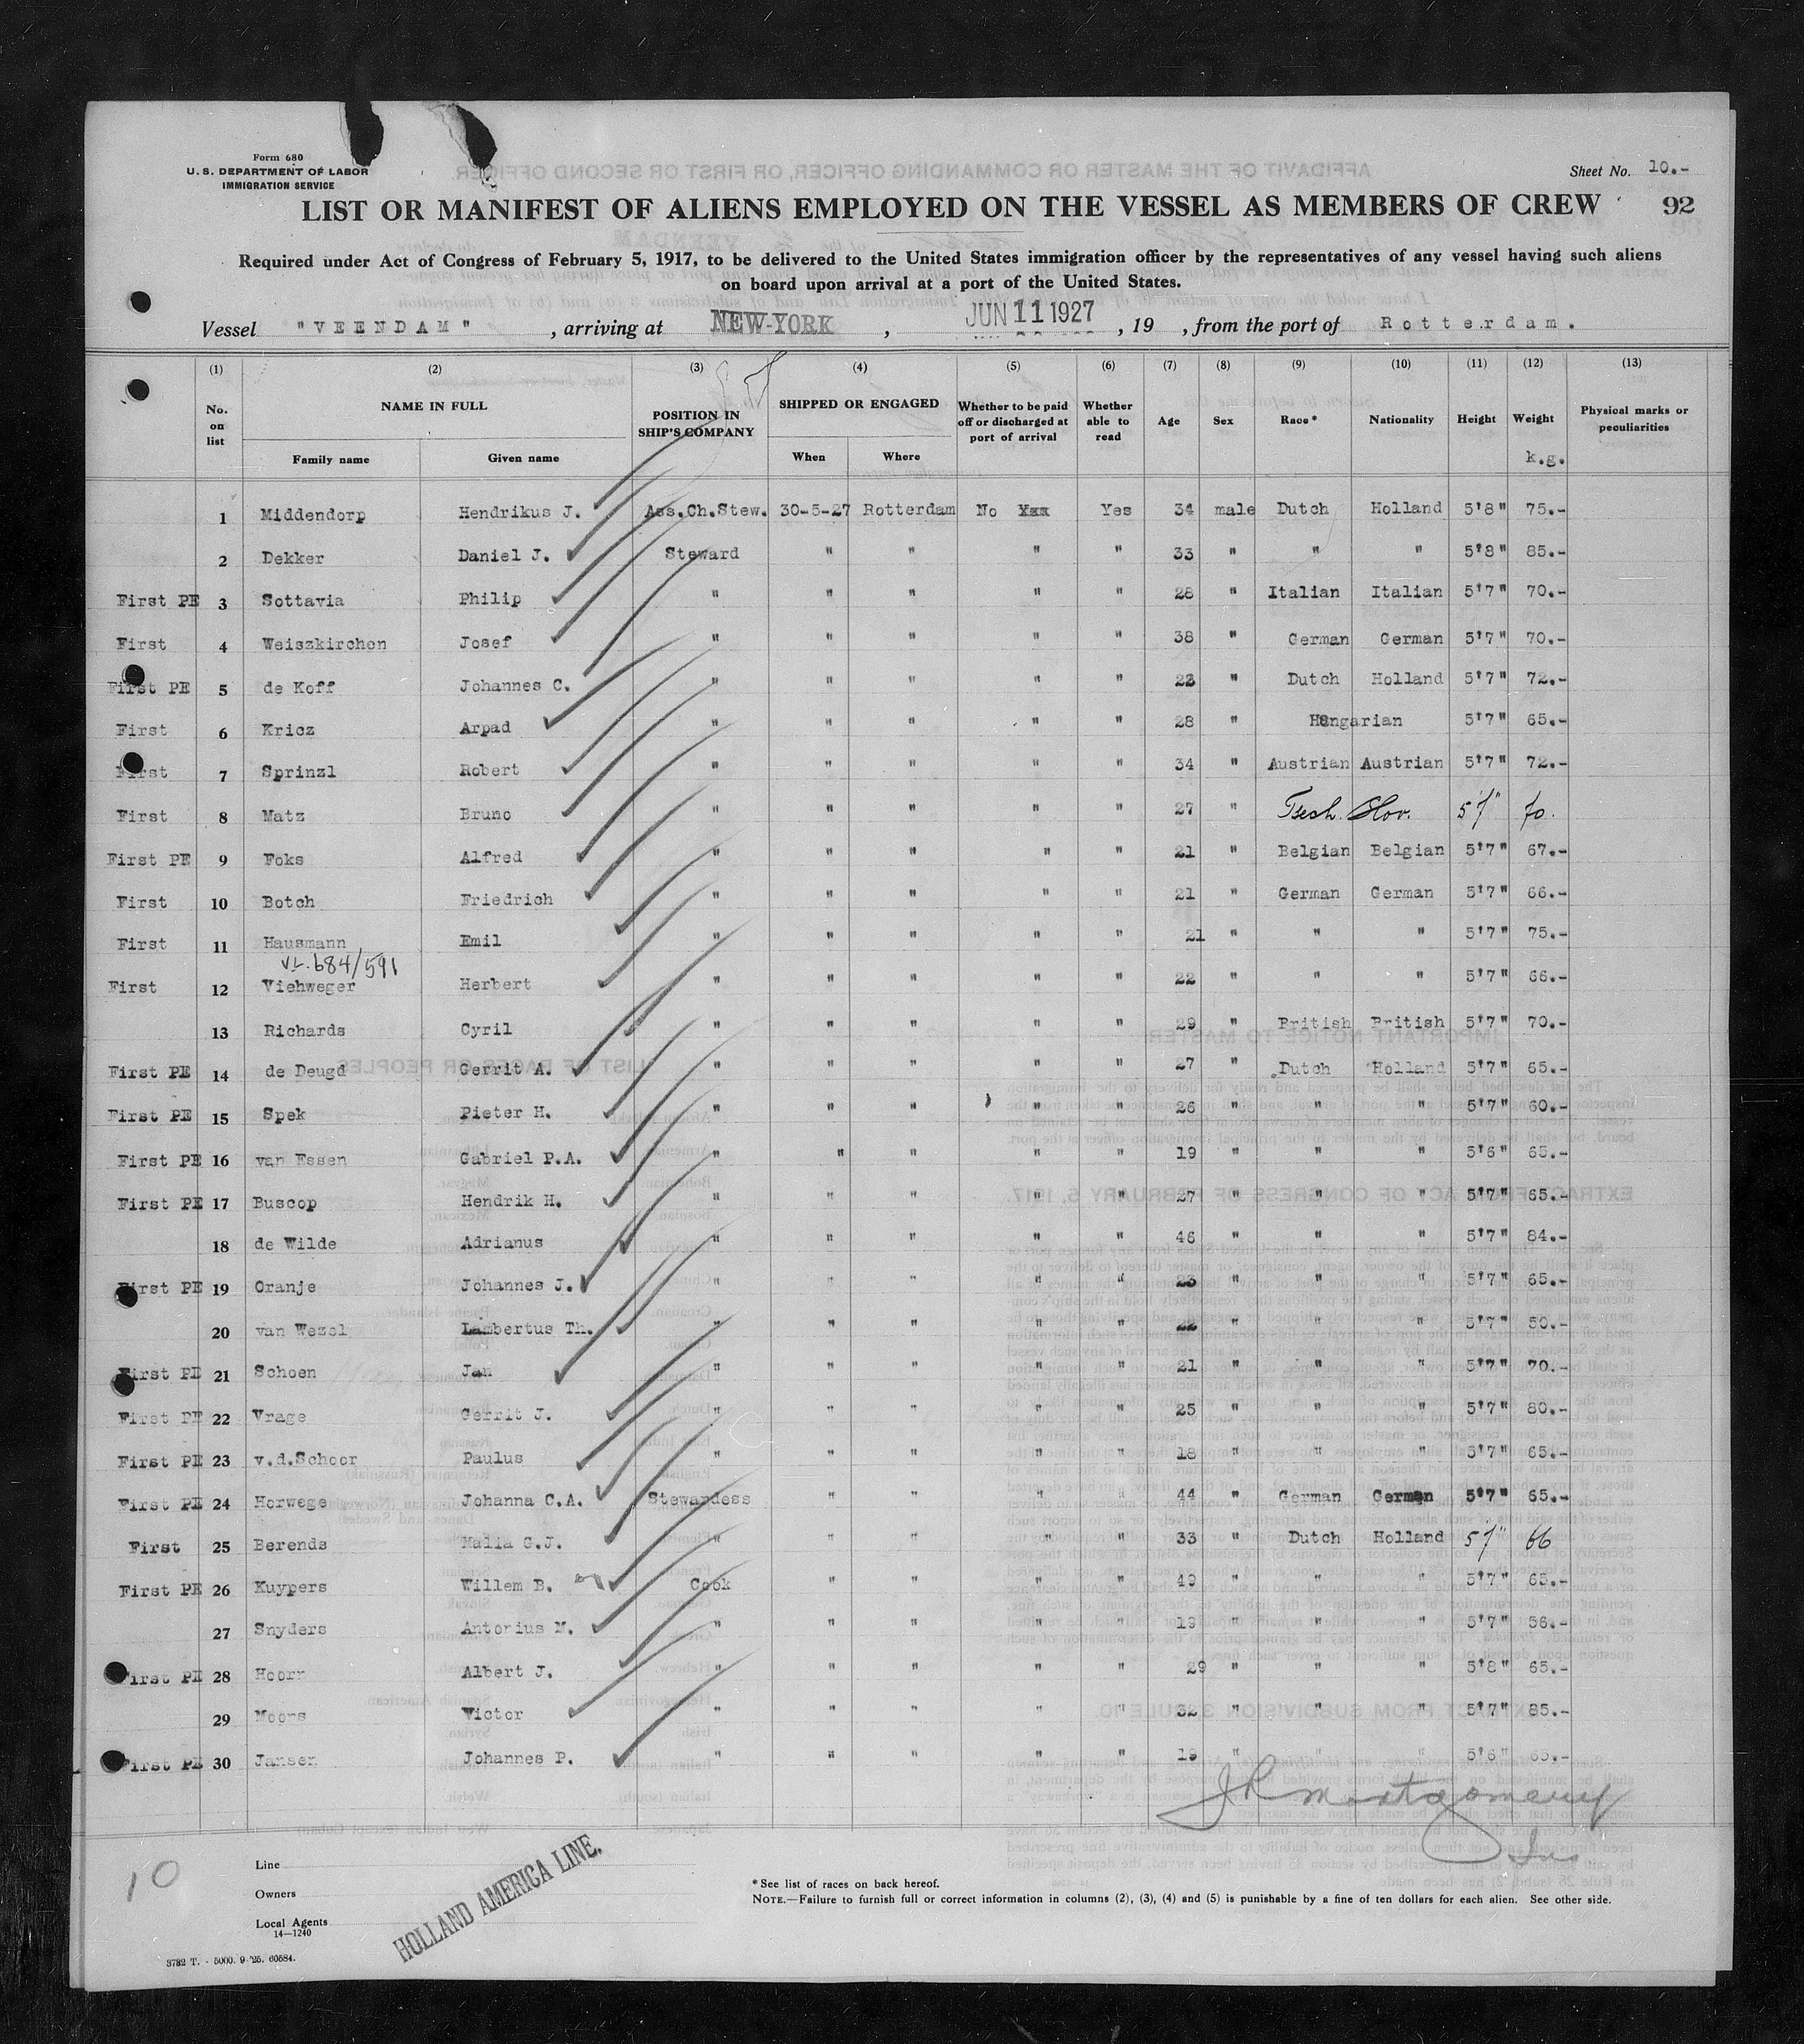 Form 680
U. S. DEPARTMENT OF LABOR
IMMIGRATION SERVICE
Sheet No. 10.-
LIST OR MANIFEST OF ALIENS EMPLOYED ON THE VESSEL AS MEMBERS OF CREW 92
Required under Act of Congress of February 5, 1917, to be delivered to the United States immigration officer by the representatives of any vessel having such aliens
on board upon arrival at a port of the United States.
Vessel "VEENDAM" , arriving at NEW-YORK , JUN 11 1927 , 19 , from the port of Rotterdam.
(1) (2) (3) (4) (5) (6) (7) (8) (9) (10) (11) (12) (13)
No. on list NAME IN FULL Family name Given name POSITION IN SHIP'S COMPANY SHIPPED OR ENGAGED When Where Whether to be paid off or discharged at port of arrival Whether able to read Age Sex Race* Nationality Height Weight k.g. Physical marks or peculiarities
1 Middendorp Hendrikus J. Ass.Ch.Stew. 30-5-27 Rotterdam No Yes 34 male Dutch Holland 5'8" 75.-
2 Dekker Daniel J. Steward " " " " 33 " " " 5'8" 85.-
First PE 3 Sottavia Philip " " " " " 28 " Italian Italian 5'7" 70.-
First 4 Weiszkirchen Josef " " " " " 38 " German German 5'7" 70.-
First PE 5 de Koff Johannes C. " " " " " 23 " Dutch Holland 5'7" 72.-
First 6 Kricz Arpad " " " " " 28 " Hungarian 5'7" 65.-
First 7 Sprinzl Robert " " " " " 34 " Austrian Austrian 5'7" 72.-
First 8 Matz Bruno " " " " " 27 " Tsech. Slov. 5'7" 70.
First PE 9 Foks Alfred " " " " " 21 " Belgian Belgian 5'7" 67.-
First 10 Botch Friedrich " " " " " 21 " German German 5'7" 66.-
First 11 Hausmann Emil " " " " " 21 " " " 5'7" 75.-
VL. 684/591
First 12 Viehweger Herbert " " " " " 22 " " " 5'7" 66.-
13 Richards Cyril " " " " " 29 " British British 5'7" 70.-
First PE 14 de Deugd Gerrit A. " " " " " 27 " Dutch Holland 5'7" 65.-
First PE 15 Spek Pieter H. " " " " " 26 " " " 5'7" 60.-
First PE 16 van Essen Gabriel P.A. " " " " " 19 " " " 5'6" 65.-
First PE 17 Buscop Hendrik H. " " " " " 27 " " " 5'7" 65.-
18 de Wilde Adrianus " " " " " 46 " " " 5'7" 84.-
First PE 19 Oranje Johannes J. " " " " " 23 " " " 5'7" 65.-
20 van Wezel Lambertus Th. " " " " " 22 " " " 5'7" 50.-
First PE 21 Schoen Jan " " " " " 21 " " " 5'7" 70.-
First PE 22 Vrage Gerrit J. " " " " " 25 " " " 5'7" 80.-
First PE 23 v.d.Schoor Paulus " " " " " 18 " " " 5'7" 65.-
First PE 24 Horwege Johanna C.A. Stewardess " " " " 44 " German German 5'7" 65.-
First 25 Berends Malia G.J. " " " " " 33 " Dutch Holland 5'7" 66
First PE 26 Kuypers Willem B. Cook " " " " 49 " " " 5'7" 65.-
27 Snyders Antonius M. " " " " " 19 " " " 5'7" 56.-
First PE 28 Hoorn Albert J. " " " " " 29 " " " 5'8" 65.-
29 Moors Victor " " " " " 32 " " " 5'7" 85.-
First PE 30 Jansen Johannes P. " " " " " 19 " " " 5'6" 65.-
J R Montgomery
Ins
10
Line
Owners
Local Agents
14—1240
HOLLAND AMERICA LINE.
* See list of races on back hereof.
NOTE.—Failure to furnish full or correct information in columns (2), (3), (4) and (5) is punishable by a fine of ten dollars for each alien. See other side.
3782 T. - 5000. 9-'25. 60584.